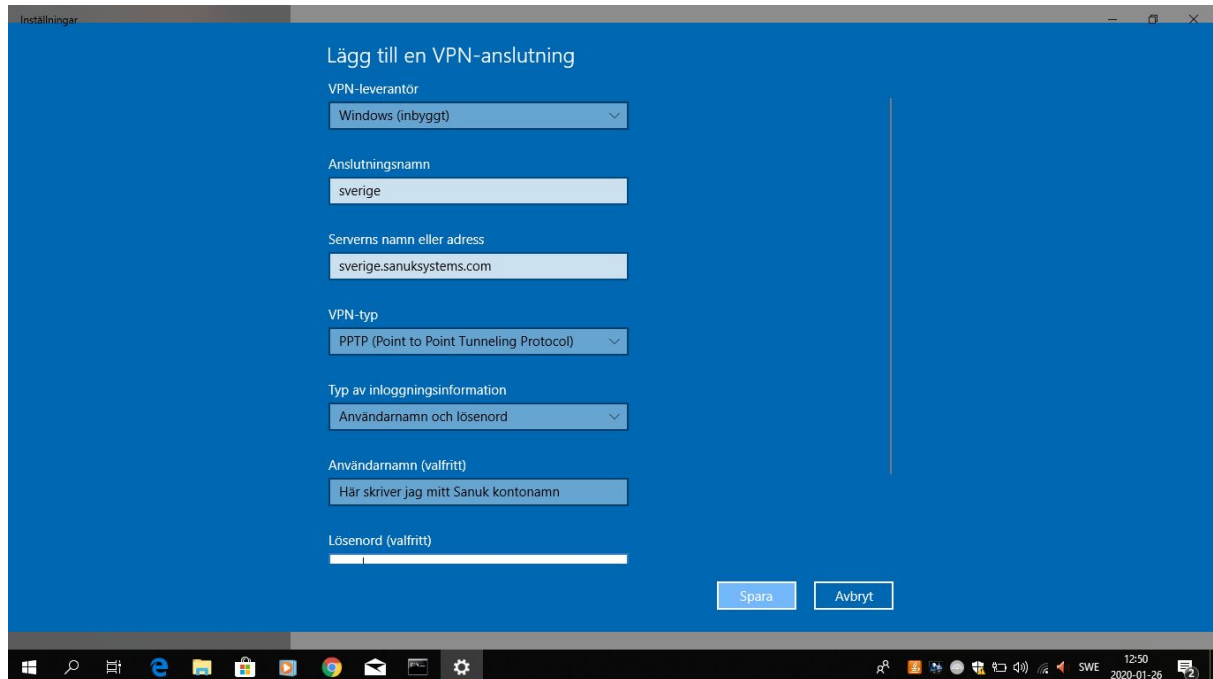 Inställningar
Lägg till en VPN-anslutning
VPN-leverantör
Windows (inbyggt)
Anslutningsnamn
sverige
Serverns namn eller adress
sverige.sanuksystems.com
VPN-typ
PPTP (Point to Point Tunneling Protocol)
Typ av inloggningsinformation
Användarnamn och lösenord
Användarnamn (valfritt)
Här skriver jag mitt Sanuk kontonamn
Lösenord (valfritt)
Spara Avbryt
SWE 12:50
2020-01-26 2